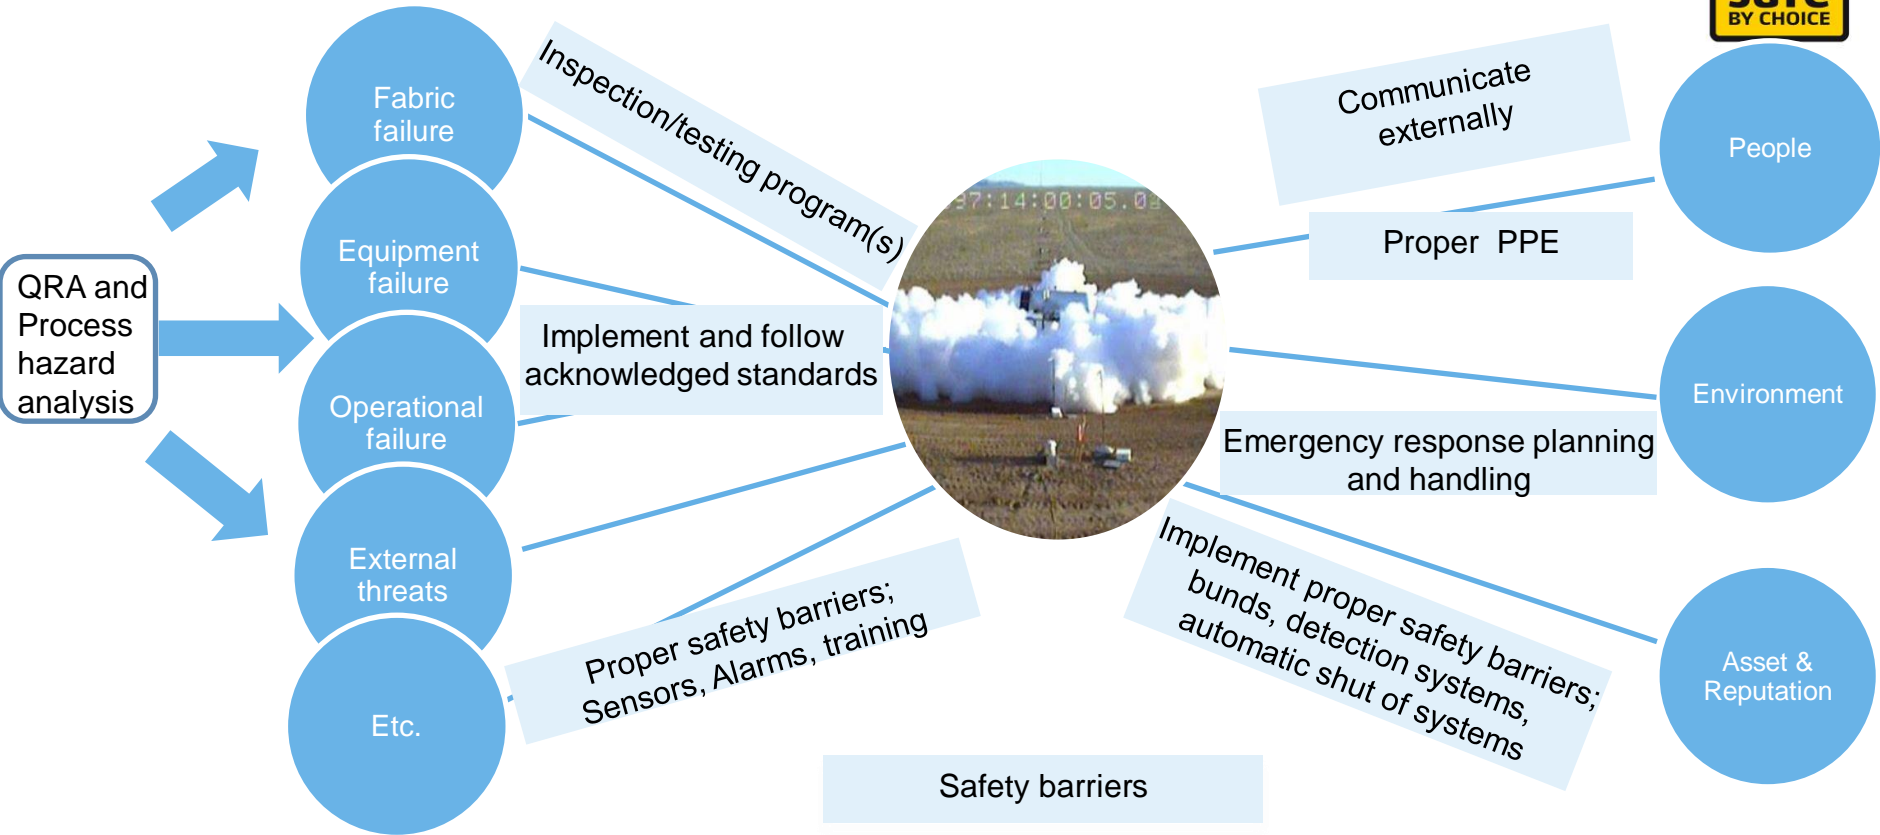 BY CHOICE
Fabric
failure
Equipment
failure
Operational
failure
External
threats
Etc.
QRA and
Process
hazard
analysis
Inspection/testing program(s)
Implement and follow
acknowledged standards
Proper safety barriers;
Sensors, Alarms, training
:14:00:05.0
Communicate
externally
Proper PPE
Emergency response planning
and handling
Implement proper safety barriers;
bunds, detection systems,
automatic shut of systems
systems
People
Environment
Asset &
Reputation
Safety barriers